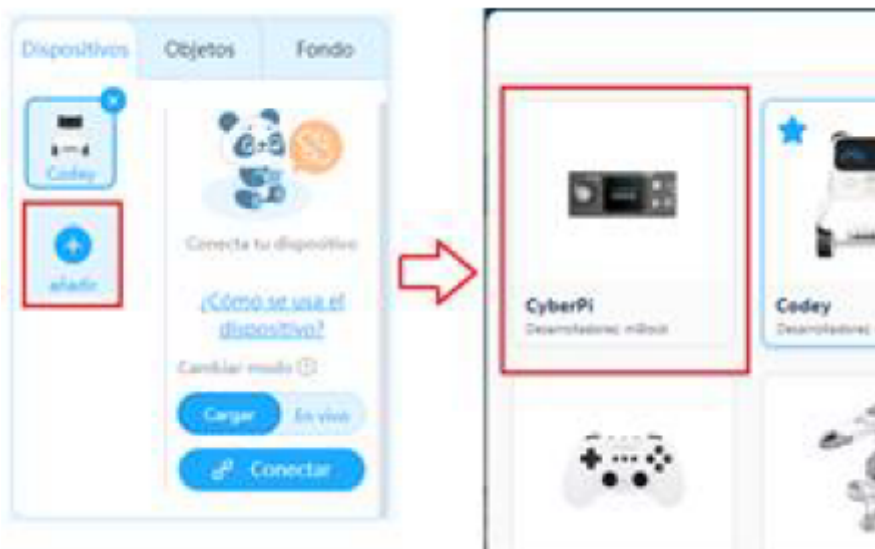 Dispositivos
Objetos
Fondo
Codey
añadir
Conecta tu dispositivo
¿Cómo se usa el
dispositivo?
Cambiar modo
Cargar
En vivo
Conectar
CyberPi
Desarrolladores: mBlock
Codey
Desarrolladores: